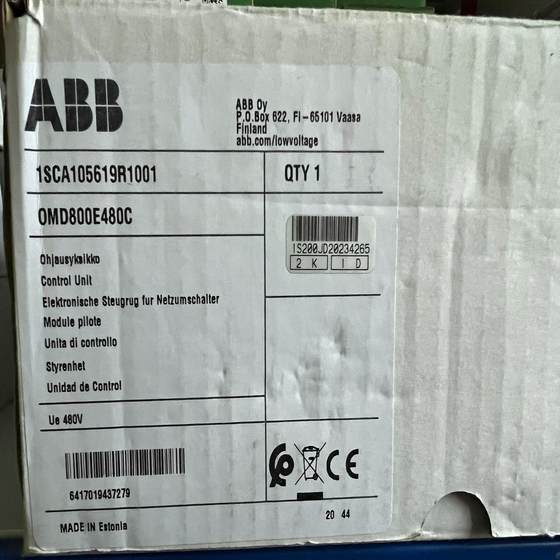 ABB
ABB Oy
P.O.Box 622, FI-65101 Vaasa
Finland
abb.com/lowvoltage
1SCA105619R1001
QTY 1
OMD800E480C
1S200JD20234265
2 K 1 D
Ohjausyksikko
Control Unit
Elektronische Steugrug fur Netzumschalter
Module pilote
Unita di controllo
Styrenhet
Unidad de Control
Ue 480V
6417019437279
CE
MADE IN Estonia
20 44